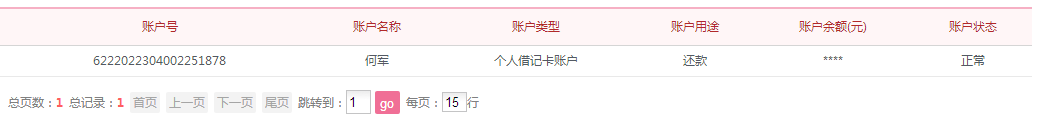 账户号 账户名称 账户类型 账户用途 账户余额(元) 账户状态
6222022304002251878 何军 个人借记卡账户 还款 **** 正常
总页数：1 总记录：1 首页 上一页 下一页 尾页 跳转到：1 go 每页：15行